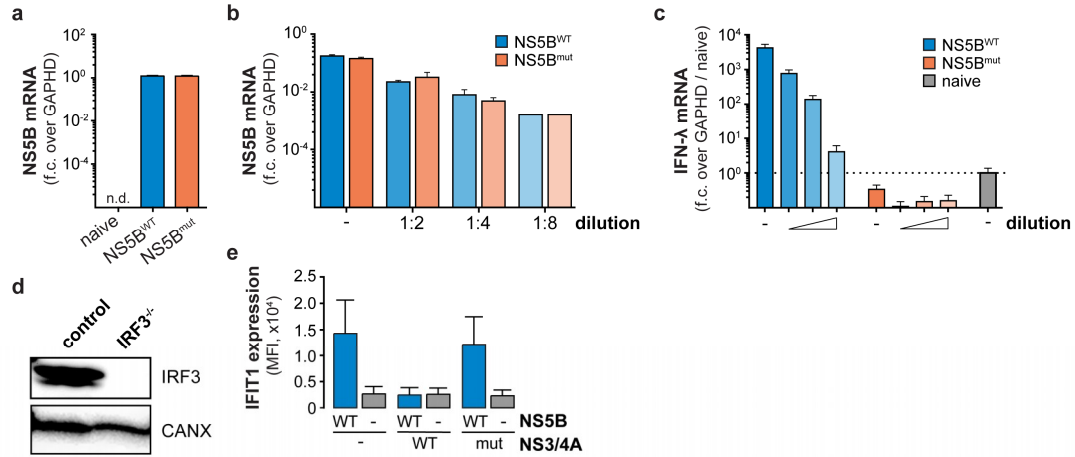 a
NS5B mRNA
(f.c. over GAPHD)
10²
10⁰
10⁻²
10⁻⁴
n.d.
naive
NS5Bᵂᵀ
NS5Bᵐᵘᵗ
b
NS5B mRNA
(f.c. over GAPHD)
10⁰
10⁻²
10⁻⁴
NS5Bᵂᵀ
NS5Bᵐᵘᵗ
- 1:2 1:4 1:8 dilution
c
IFN-λ mRNA
(f.c. over GAPHD / naive)
10⁴
10³
10²
10¹
10⁰
NS5Bᵂᵀ
NS5Bᵐᵘᵗ
naive
- - - dilution
d
control
IRF3⁻/⁻
IRF3
CANX
e
IFIT1 expression
(MFI, x10⁴)
2.5
2.0
1.5
1.0
0.5
0
WT - WT - WT - NS5B
- WT mut NS3/4A